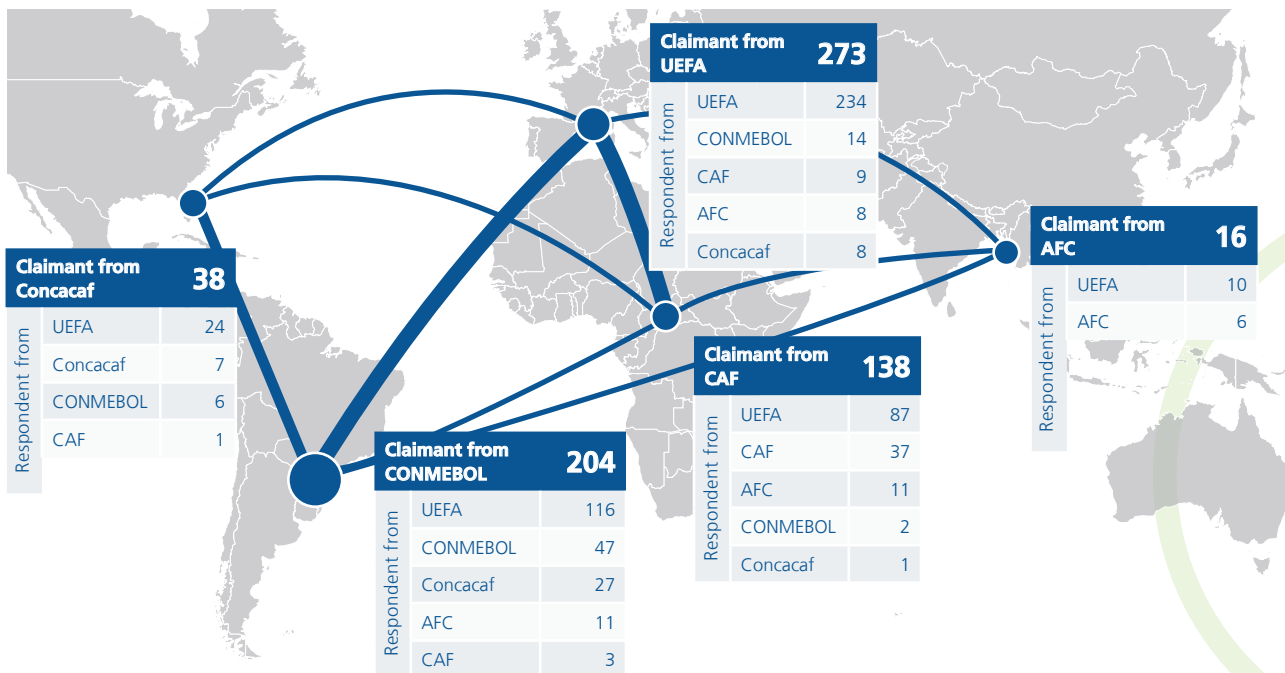 Claimant from
UEFA 273
Respondent from
UEFA 234
CONMEBOL 14
CAF 9
AFC 8
Concacaf 8
Claimant from
AFC 16
Respondent from
UEFA 10
AFC 6
Claimant from
Concacaf 38
Respondent from
UEFA 24
Concacaf 7
CONMEBOL 6
CAF 1
Claimant from
CAF 138
Respondent from
UEFA 87
CAF 37
AFC 11
CONMEBOL 2
Concacaf 1
Claimant from
CONMEBOL 204
Respondent from
UEFA 116
CONMEBOL 47
Concacaf 27
AFC 11
CAF 3